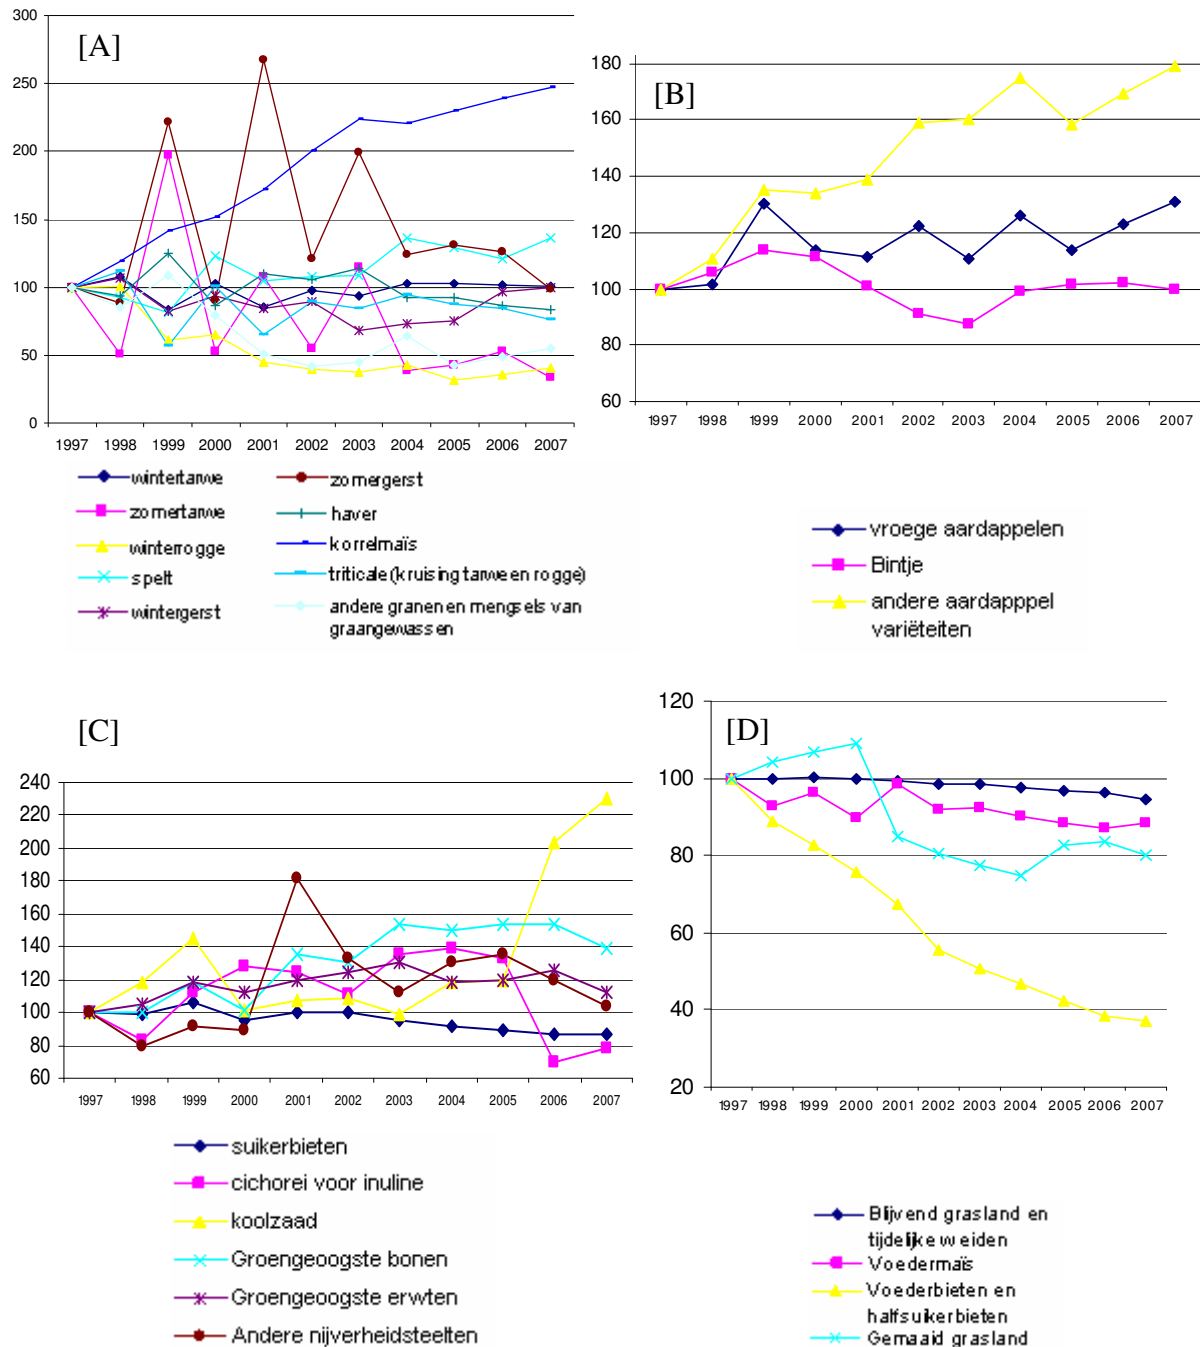 [A]
300
250
200
150
100
50
0
1997 1998 1999 2000 2001 2002 2003 2004 2005 2006 2007
wintertarwe
zomertarwe
winterrogge
spelt
wintergerst
zomergerst
haver
korrelmaïs
triticale (kruising tarwe en rogge)
andere granen en mengsels van
graangewassen
[B]
180
160
140
120
100
80
60
1997 1998 1999 2000 2001 2002 2003 2004 2005 2006 2007
vroege aardappelen
Bintje
andere aardapppel
variëteiten
[C]
240
220
200
180
160
140
120
100
80
60
1997 1998 1999 2000 2001 2002 2003 2004 2005 2006 2007
suikerbieten
cichorei voor inuline
koolzaad
Groengeoogste bonen
Groengeoogste erwten
Andere nijverheidsteelten
[D]
120
100
80
60
40
20
1997 1998 1999 2000 2001 2002 2003 2004 2005 2006 2007
Blijvend grasland en
tijdelijke weiden
Voedermaïs
Voederbieten en
halfsuikerbieten
Gemaaid grasland